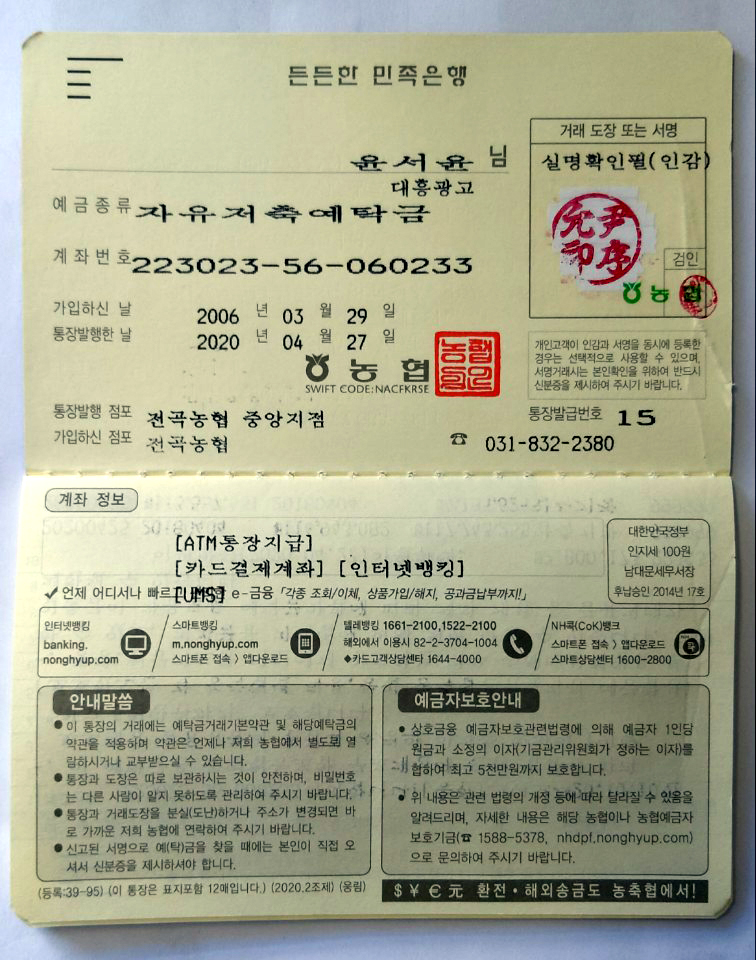 든든한 민족은행
윤서윤 님
대흥광고
예금종류 자유저축예탁금
계좌번호 223023-56-060233
가입하신 날 2006 년 03 월 29 일
통장발행한 날 2020 년 04 월 27 일
농협
SWIFT CODE:NACFKRSE
통장발행 점포 전곡농협 중앙지점
가입하신 점포 전곡농협
☎ 031-832-2380
거래 도장 또는 서명
실명확인필(인감)
검인
농협
개인고객이 인감과 서명을 동시에 등록한
경우는 선택적으로 사용할 수 있으며,
서명거래시는 본인확인을 위하여 반드시
신분증을 제시하여 주시기 바랍니다.
통장발급번호 15
계좌 정보
[ATM통장지급]
[카드결제계좌] [인터넷뱅킹]
[UMS]
✔언제 어디서나 빠르 e-금융 「각종 조회/이체, 상품가입/해지, 공과금납부까지!」
대한민국정부
인지세 100원
남대문세무서장
후납승인 2014년 17호
인터넷뱅킹
banking.
nonghyup.com
스마트뱅킹
m.nonghyup.com
스마트폰 접속 > 앱다운로드
텔레뱅킹 1661-2100,1522-2100
해외에서 이용시 82-2-3704-1004
◆카드고객상담센타 1644-4000
NH콕(CoK)뱅크
스마트폰 접속 > 앱다운로드
스마트상담센터 1600-2800
안내말씀
● 이 통장의 거래에는 예탁금거래기본약관 및 해당예탁금의
약관을 적용하며 약관은 언제나 저희 농협에서 별도로 열
람하시거나 교부받으실 수 있습니다.
● 통장과 도장은 따로 보관하시는 것이 안전하며, 비밀번호
는 다른 사람이 알지 못하도록 관리하여 주시기 바랍니다.
● 통장과 거래도장을 분실(도난)하거나 주소가 변경되면 바
로 가까운 저희 농협에 연락하여 주시기 바랍니다.
● 신고된 서명으로 예(탁)금을 찾을 때에는 본인이 직접 오
셔서 신분증을 제시하셔야 합니다.
(등록:39-95) (이 통장은 표지포함 12매입니다.) (2020.2조제) (웅림)
예금자보호안내
• 상호금융 예금자보호관련법령에 의해 예금자 1인당
원금과 소정의 이자(기금관리위원회가 정하는 이자)를
합하여 최고 5천만원까지 보호합니다.
• 위 내용은 관련 법령의 개정 등에 따라 달라질 수 있음을
알려드리며, 자세한 내용은 해당 농협이나 농협예금자
보호기금(☎ 1588-5378, nhdpf.nonghyup.com)
으로 문의하여 주시기 바랍니다.
$ ¥ € 元 환전·해외송금도 농축협에서!